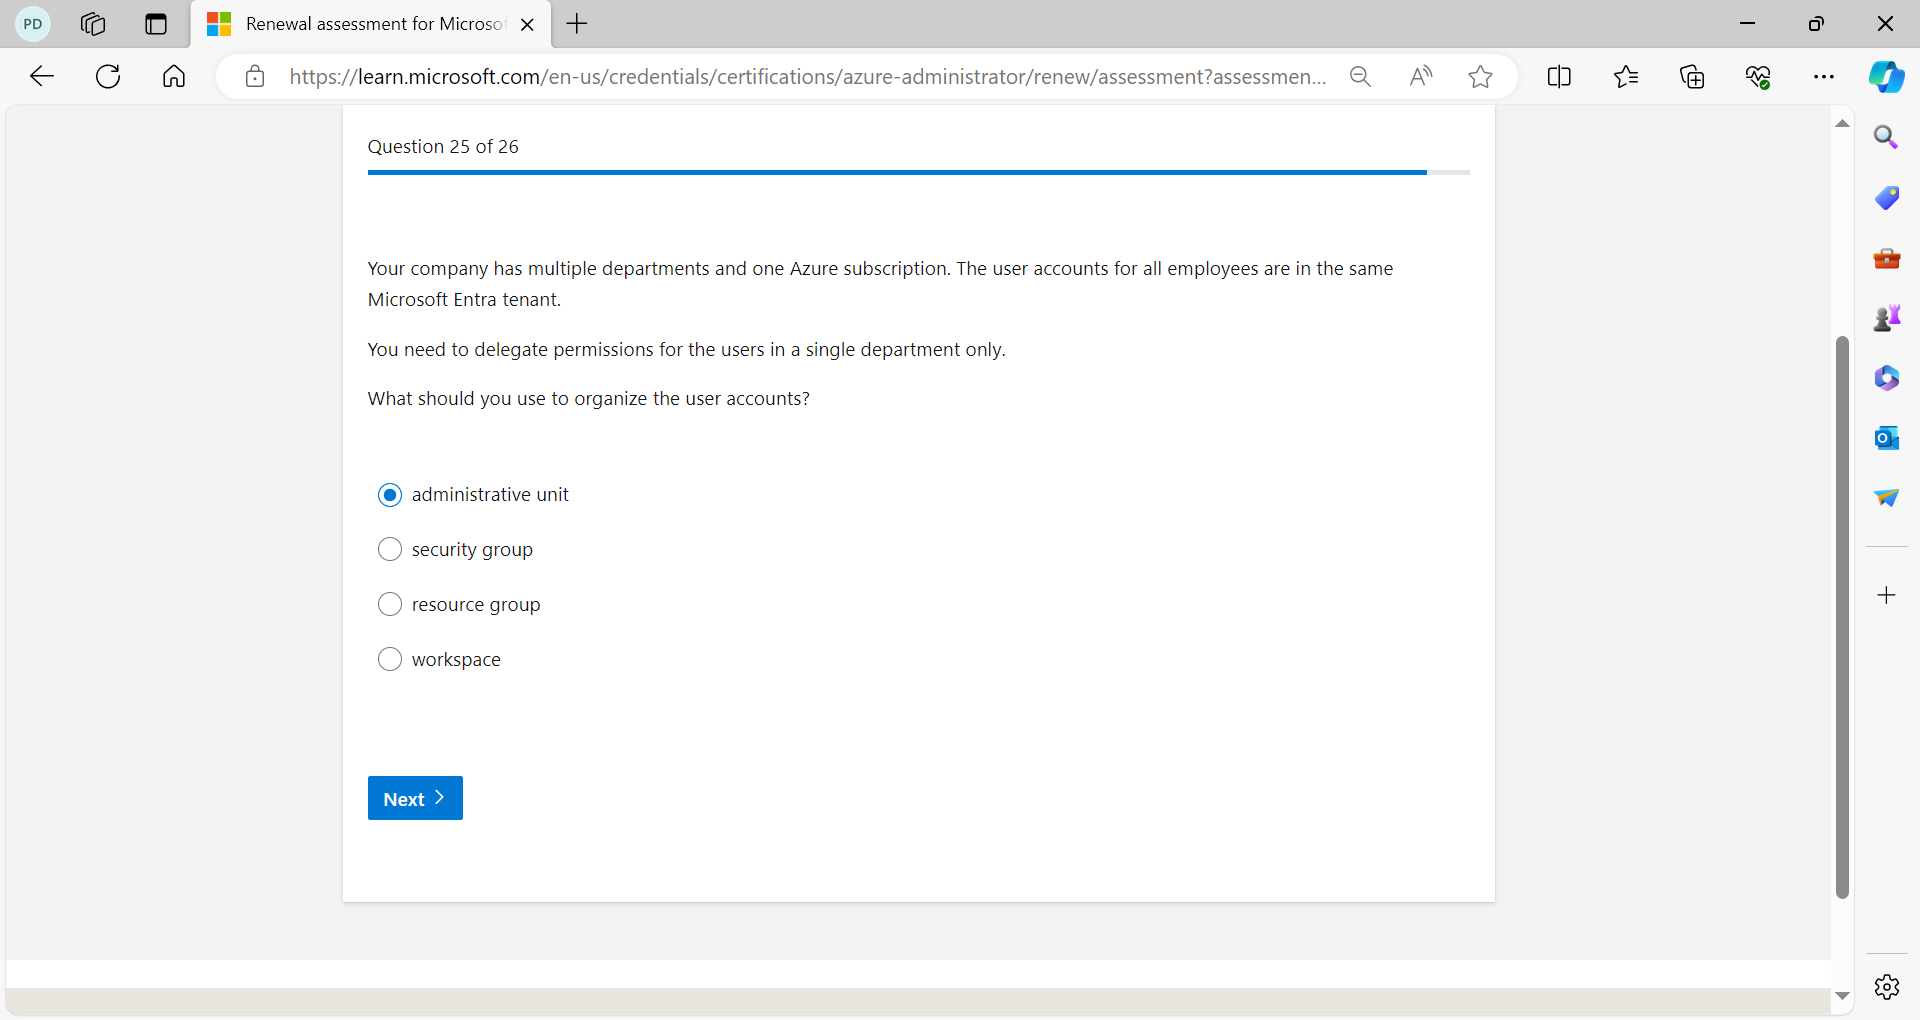 PD
Renewal assessment for Microsof
https://learn.microsoft.com/en-us/credentials/certifications/azure-administrator/renew/assessment?assessmen...
Question 25 of 26
Your company has multiple departments and one Azure subscription. The user accounts for all employees are in the same
Microsoft Entra tenant.
You need to delegate permissions for the users in a single department only.
What should you use to organize the user accounts?
administrative unit
security group
resource group
workspace
Next